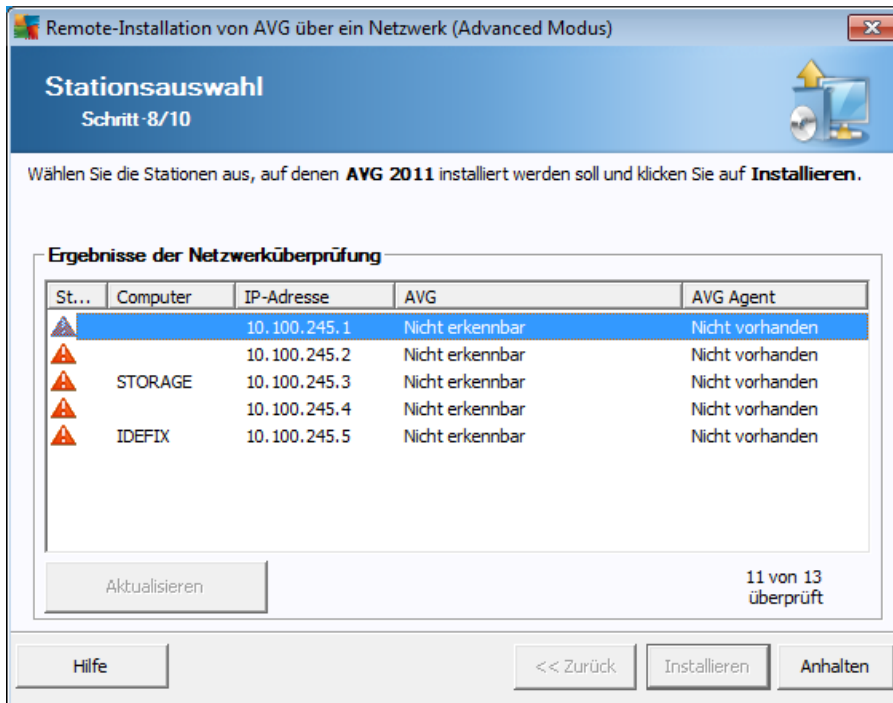 Remote-Installation von AVG über ein Netzwerk (Advanced Modus)
Stationsauswahl
Schritt-8/10
Wählen Sie die Stationen aus, auf denen AVG 2011 installiert werden soll und klicken Sie auf Installieren.
Ergebnisse der Netzwerküberprüfung
St... Computer IP-Adresse AVG AVG Agent
10.100.245.1 Nicht erkennbar Nicht vorhanden
10.100.245.2 Nicht erkennbar Nicht vorhanden
STORAGE 10.100.245.3 Nicht erkennbar Nicht vorhanden
10.100.245.4 Nicht erkennbar Nicht vorhanden
IDEFIX 10.100.245.5 Nicht erkennbar Nicht vorhanden
Aktualisieren
11 von 13
überprüft
Hilfe << Zurück Installieren Anhalten